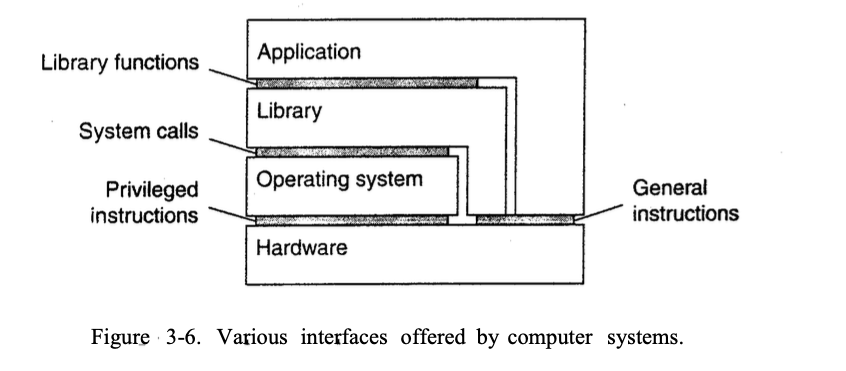 Application
Library functions
Library
System calls
Operating system
Privileged
instructions
General
instructions
Hardware
Figure 3-6. Various interfaces offered by computer systems.